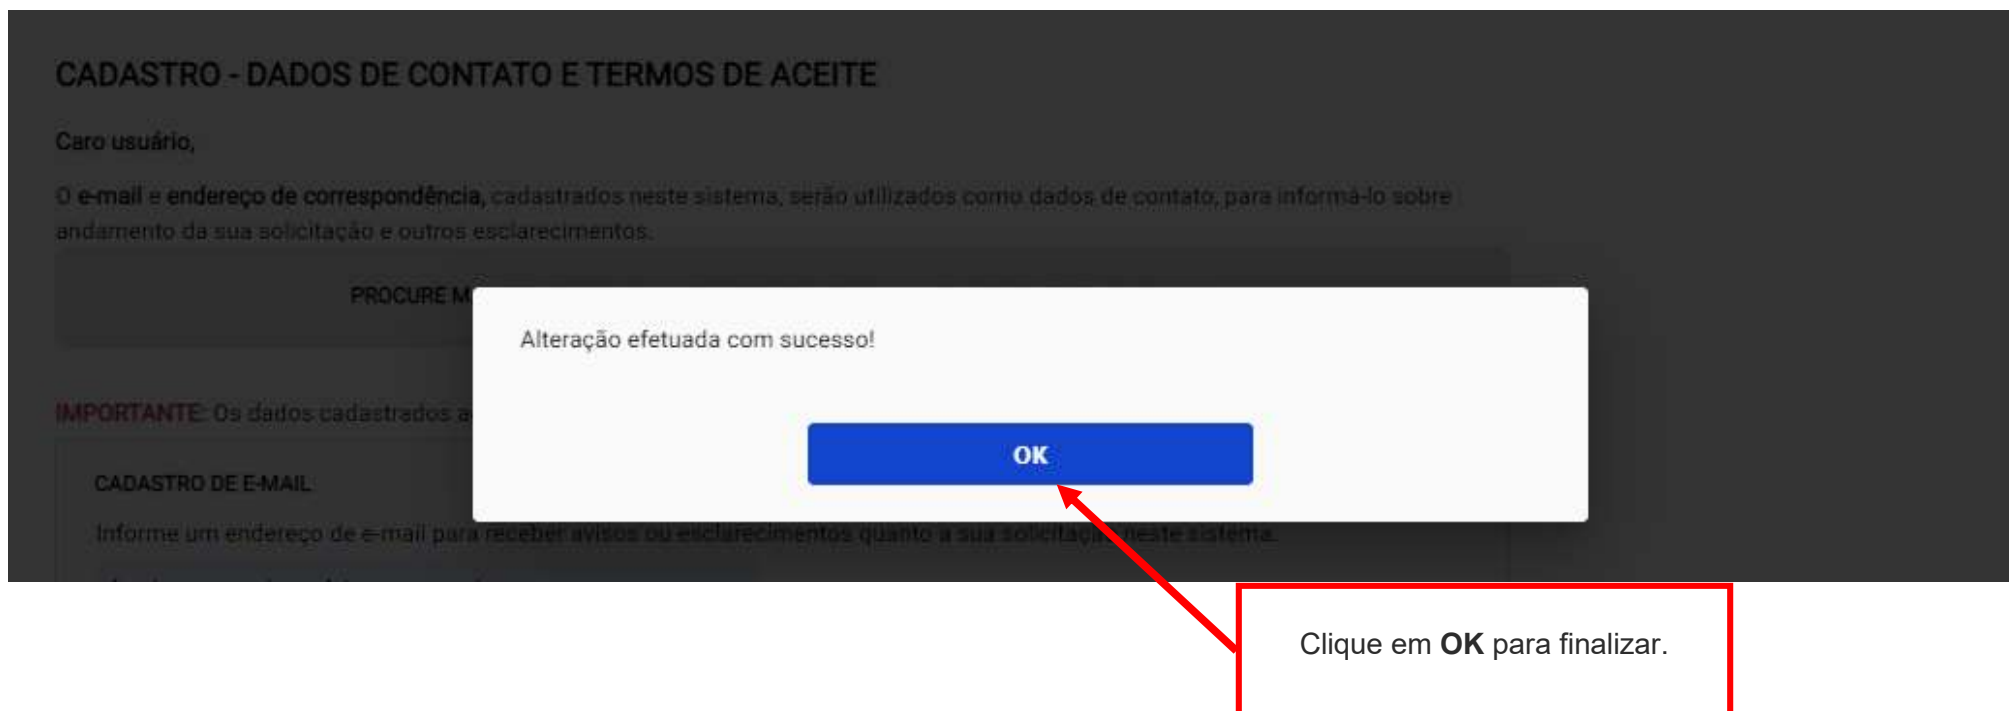 CADASTRO - DADOS DE CONTATO E TERMOS DE ACEITE
Caro usuário,
O e-mail e endereço de correspondência, cadastrados neste sistema, serão utilizados como dados de contato, para informá-lo sobre
andamento da sua solicitação e outros esclarecimentos.
PROCURE M
Alteração efetuada com sucesso!
IMPORTANTE: Os dados cadastrados a
OK
CADASTRO DE E-MAIL
Informe um endereço de e-mail para receber avisos ou esclarecimentos quanto a sua solicitação neste sistema.
Clique em OK para finalizar.